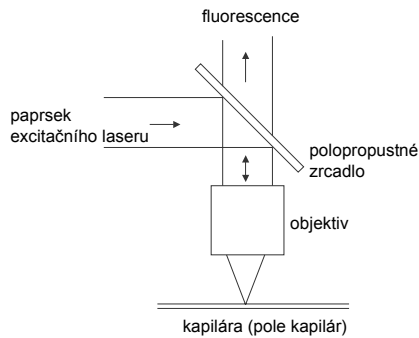 fluorescence
paprsek
excitačního laseru
polopropustné
zrcadlo
objektiv
kapilára (pole kapilár)